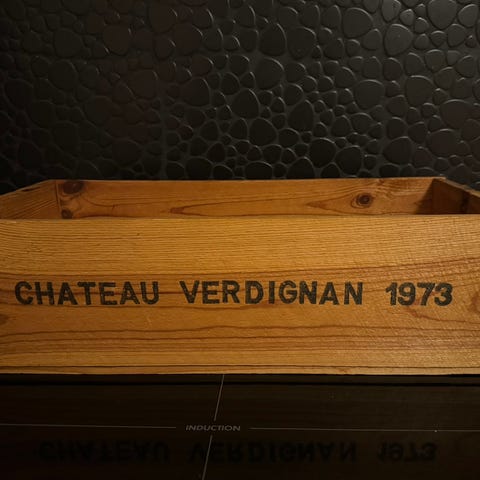 CHATEAU VERDIGNAN 1973
INDUCTION